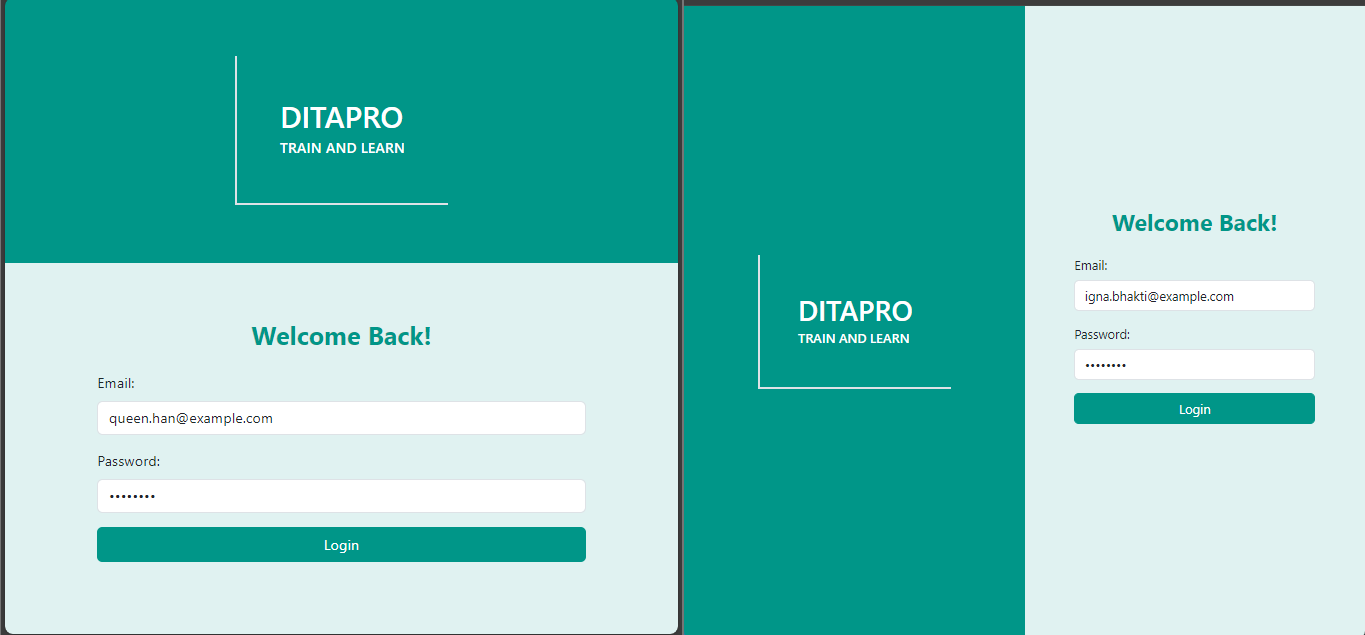 DITAPRO
TRAIN AND LEARN
Welcome Back!
Email:
queen.han@example.com
Password:
••••••••
Login
DITAPRO
TRAIN AND LEARN
Welcome Back!
Email:
igna.bhakti@example.com
Password:
••••••••
Login